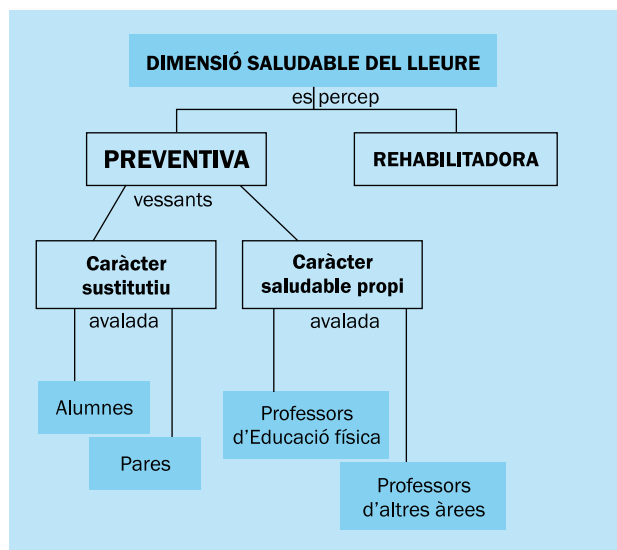 DIMENSIÓ SALUDABLE DEL LLEURE
es percep
PREVENTIVA
REHABILITADORA
vessants
Caràcter
sustitutiu
Caràcter
saludable propi
avalada
avalada
Alumnes
Pares
Professors
d'Educació física
Professors
d'altres àrees